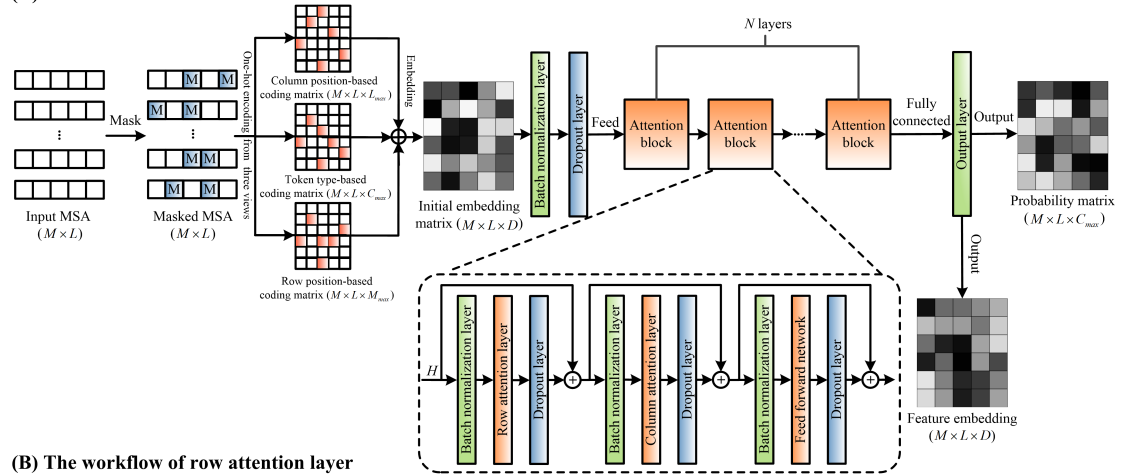 Input MSA
(M×L)
Mask
M M
M M
⋮
⋮
M M
M M
Masked MSA
(M×L)
One-hot encoding from three views
Column position-based
coding matrix (M×L×L_max)
Token type-based
coding matrix (M×L×C_max)
Row position-based
coding matrix (M×L×M_max)
Embedding
Initial embedding
matrix (M×L×D)
Batch normalization layer
Dropout layer
Feed
N layers
Attention
block
Attention
block
Attention
block
Fully
connected
Output layer
Output
Probability matrix
(M×L×C_max)
Output
Feature embedding
(M×L×D)
H
Batch normalization layer
Row attention layer
Dropout layer
Batch normalization layer
Column attention layer
Dropout layer
Batch normalization layer
Feed forward network
Dropout layer
(B) The workflow of row attention layer